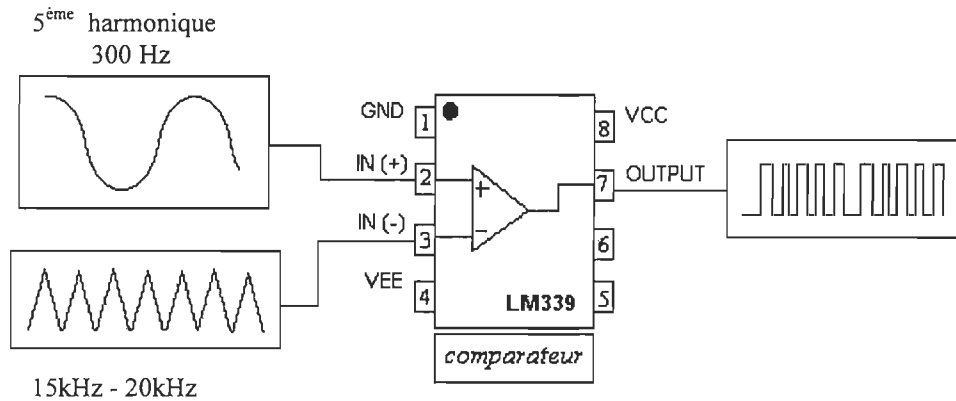 5ème harmonique
300 Hz
GND
1
8
VCC
IN (+)
2
7
OUTPUT
+
IN (-)
3
-
6
VEE
4
LM339
5
comparateur
15kHz - 20kHz